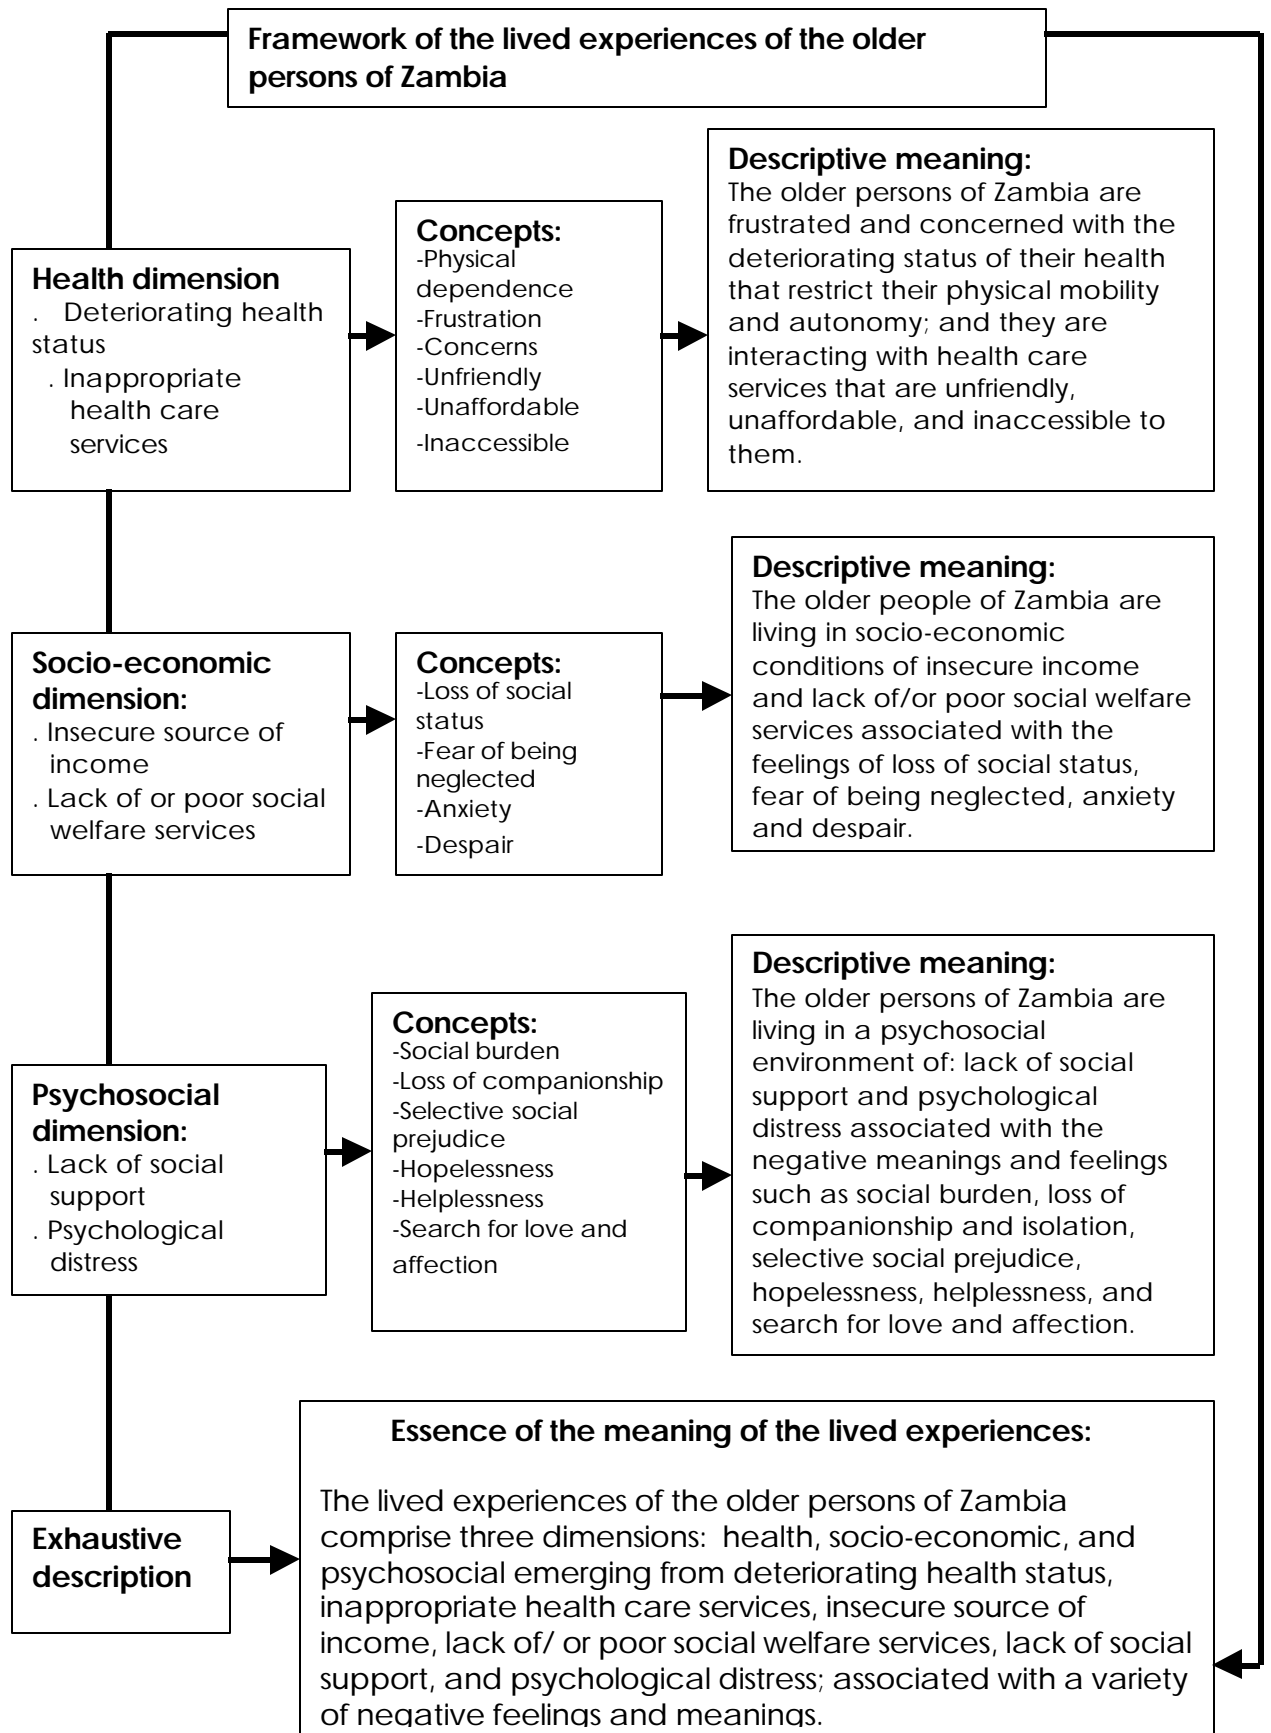 Framework of the lived experiences of the older
persons of Zambia
Health dimension
. Deteriorating health
status
. Inappropriate
health care
services
Concepts:
-Physical
dependence
-Frustration
-Concerns
-Unfriendly
-Unaffordable
-Inaccessible
Descriptive meaning:
The older persons of Zambia are
frustrated and concerned with the
deteriorating status of their health
that restrict their physical mobility
and autonomy; and they are
interacting with health care
services that are unfriendly,
unaffordable, and inaccessible to
them.
Socio-economic
dimension:
. Insecure source of
income
. Lack of or poor social
welfare services
Concepts:
-Loss of social
status
-Fear of being
neglected
-Anxiety
-Despair
Descriptive meaning:
The older people of Zambia are
living in socio-economic
conditions of insecure income
and lack of/or poor social welfare
services associated with the
feelings of loss of social status,
fear of being neglected, anxiety
and despair.
Psychosocial
dimension:
. Lack of social
support
. Psychological
distress
Concepts:
-Social burden
-Loss of companionship
-Selective social
prejudice
-Hopelessness
-Helplessness
-Search for love and
affection
Descriptive meaning:
The older persons of Zambia are
living in a psychosocial
environment of: lack of social
support and psychological
distress associated with the
negative meanings and feelings
such as social burden, loss of
companionship and isolation,
selective social prejudice,
hopelessness, helplessness, and
search for love and affection.
Exhaustive
description
Essence of the meaning of the lived experiences:
The lived experiences of the older persons of Zambia
comprise three dimensions: health, socio-economic, and
psychosocial emerging from deteriorating health status,
inappropriate health care services, insecure source of
income, lack of/ or poor social welfare services, lack of social
support, and psychological distress; associated with a variety
of negative feelings and meanings.